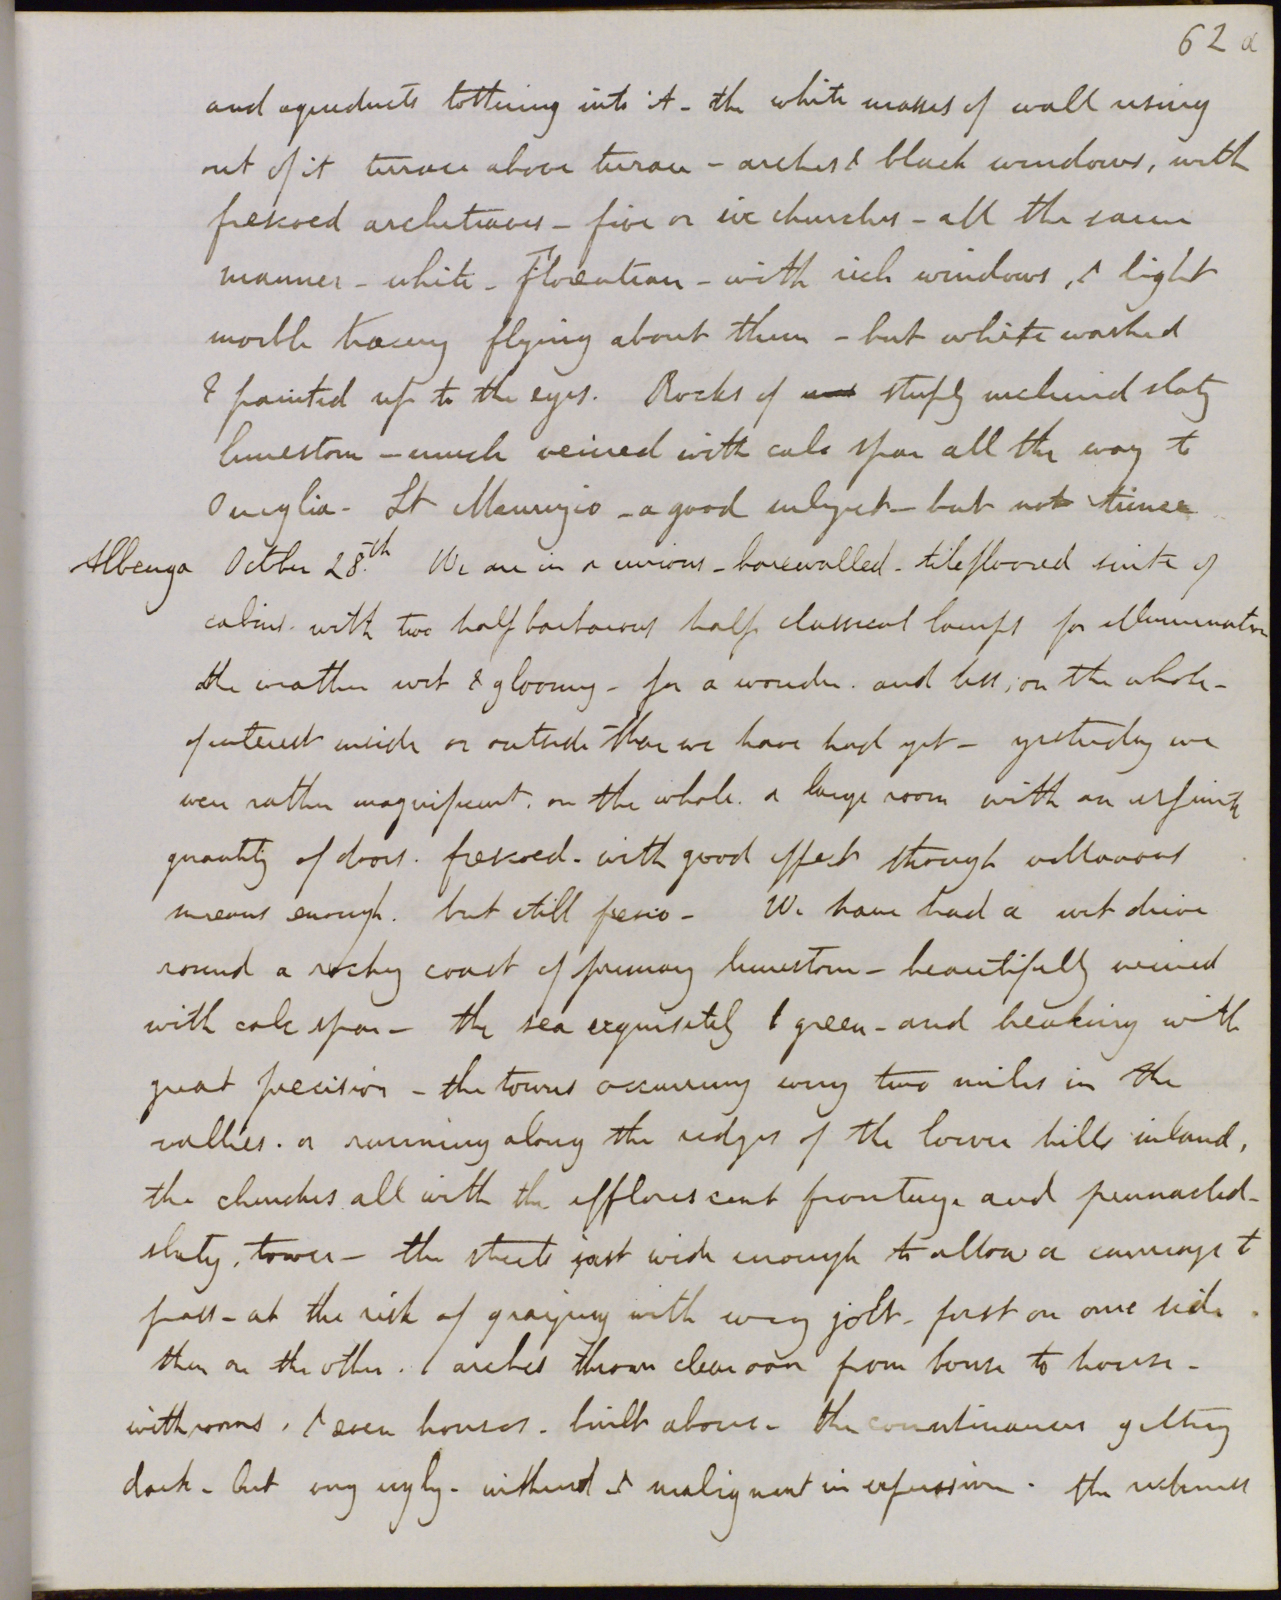 62 a
and aqueducts tottering into it - the white masses of wall rising
out of it terrace above terrace - arches & black windows, with
frescoed architraves - five or six churches - all the same
manner - white - Florentian - with rich windows, & light
marble tracery flying about them - but white washed
& painted up to the eyes. Rocks of steeply inclined slaty
limestone - much veined with calc spar all the way to
Oneglia - St Maurizio - a good subject - but not
Albenga October 28.th We are in a curious - barewalled - tilefloored suite of
cabins. with two half barbarous half classical lamps for illumination
the weather wet & gloomy - for a wonder. and less, on the whole -
of interest inside or outside than we have had yet - yesterday we
were rather magnificent. on the whole. a large room with an infinite
quantity of doors. frescoed - with good effect though
enough. but still fresco - We have had a wet drive
round a rocky coast of primary limestone - beautifully veined
with calc spar - the sea exquisitely green - and breaking with
great precision - the towns occurring every two miles in the
vallies. or running along the ridges of the lower hills inland,
the churches all with the efflorescent frontage and pinnacled -
slaty, tower - the streets just wide enough to allow a carriage to
pass - at the risk of grazing with every jolt - first on one side.
then on the other. arches thrown clear over from house to house -
with rooms, & even houses - built above - the countinances getting
dark - but very ugly - withered & malignant in expression. the richness